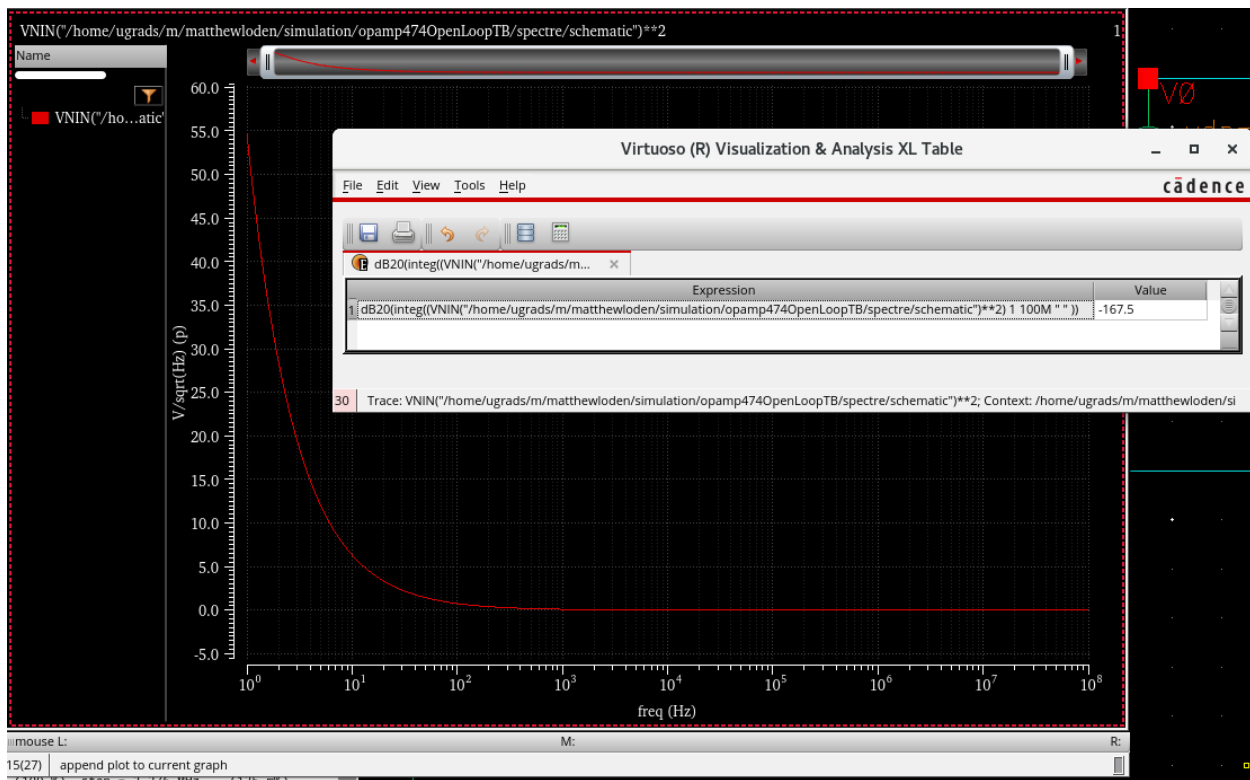 VNIN("/home/ugrads/m/matthewloden/simulation/opamp474OpenLoopTB/spectre/schematic")**2
1
Name
VNIN("/ho...atic"
60.0
55.0
50.0
45.0
40.0
35.0
30.0
25.0
20.0
15.0
10.0
5.0
0.0
-5.0
V/sqrt(Hz) (p)
10^0 10^1 10^2 10^3 10^4 10^5 10^6 10^7 10^8
freq (Hz)
V0
Virtuoso (R) Visualization & Analysis XL Table
File Edit View Tools Help
cādence
dB20(integ((VNIN("/home/ugrads/m...
Expression Value
1 dB20(integ((VNIN("/home/ugrads/m/matthewloden/simulation/opamp474OpenLoopTB/spectre/schematic")**2) 1 100M " " )) -167.5
30 Trace: VNIN("/home/ugrads/m/matthewloden/simulation/opamp474OpenLoopTB/spectre/schematic")**2; Context: /home/ugrads/m/matthewloden/si
mouse L: M: R:
15(27) append plot to current graph